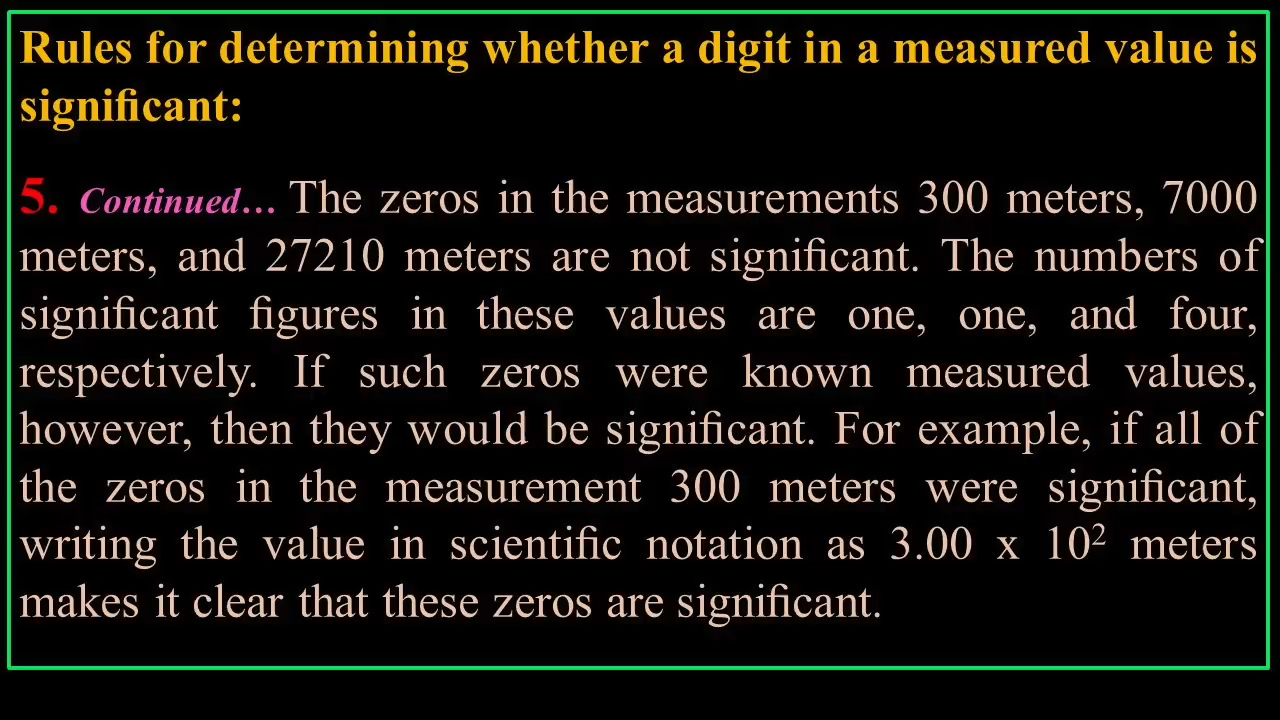 Rules for determining whether a digit in a measured value is
significant:
5. Continued… The zeros in the measurements 300 meters, 7000
meters, and 27210 meters are not significant. The numbers of
significant figures in these values are one, one, and four,
respectively. If such zeros were known measured values,
however, then they would be significant. For example, if all of
the zeros in the measurement 300 meters were significant,
writing the value in scientific notation as 3.00 x 10² meters
makes it clear that these zeros are significant.